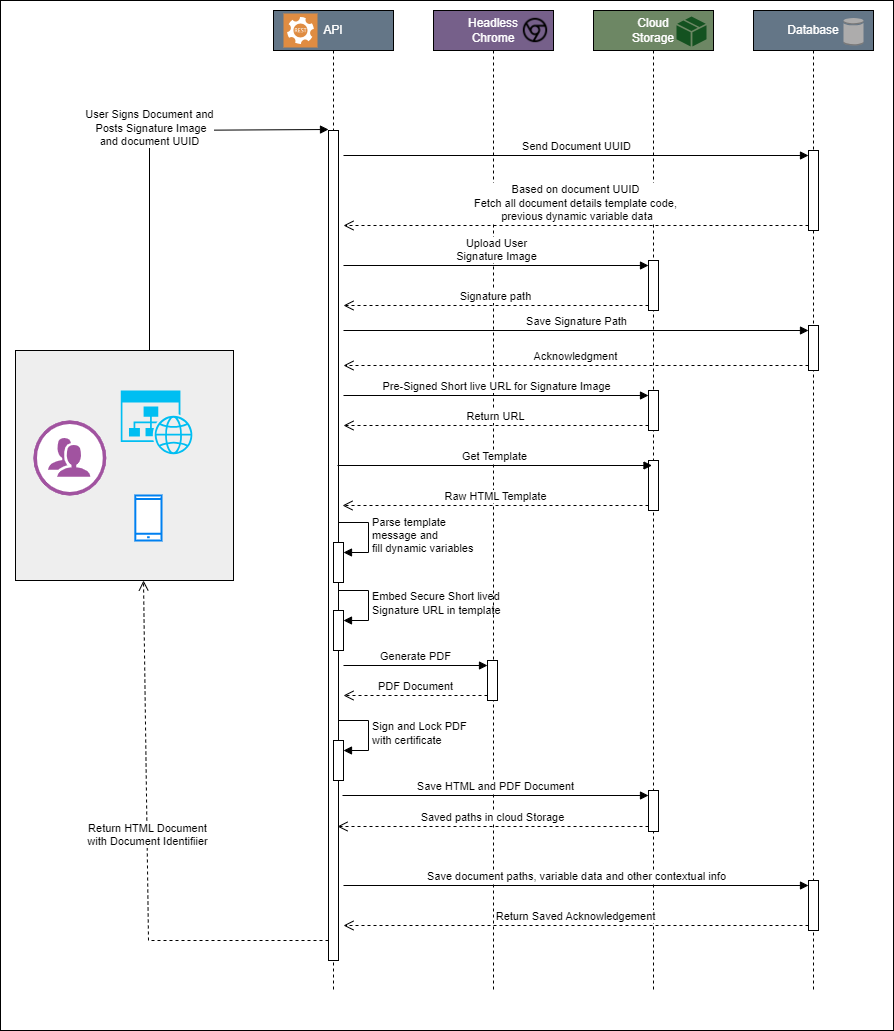 REST
API
Headless
Chrome
Cloud
Storage
Database
User Signs Document and
Posts Signature Image
and document UUID
Send Document UUID
Based on document UUID
Fetch all document details template code,
previous dynamic variable data
Upload User
Signature Image
Signature path
Save Signature Path
Acknowledgment
Pre-Signed Short live URL for Signature Image
Return URL
Get Template
Raw HTML Template
Parse template
message and
fill dynamic variables
Embed Secure Short lived
Signature URL in template
Generate PDF
PDF Document
Sign and Lock PDF
with certificate
Save HTML and PDF Document
Saved paths in cloud Storage
Return HTML Document
with Document Identifier
Save document paths, variable data and other contextual info
Return Saved Acknowledgement